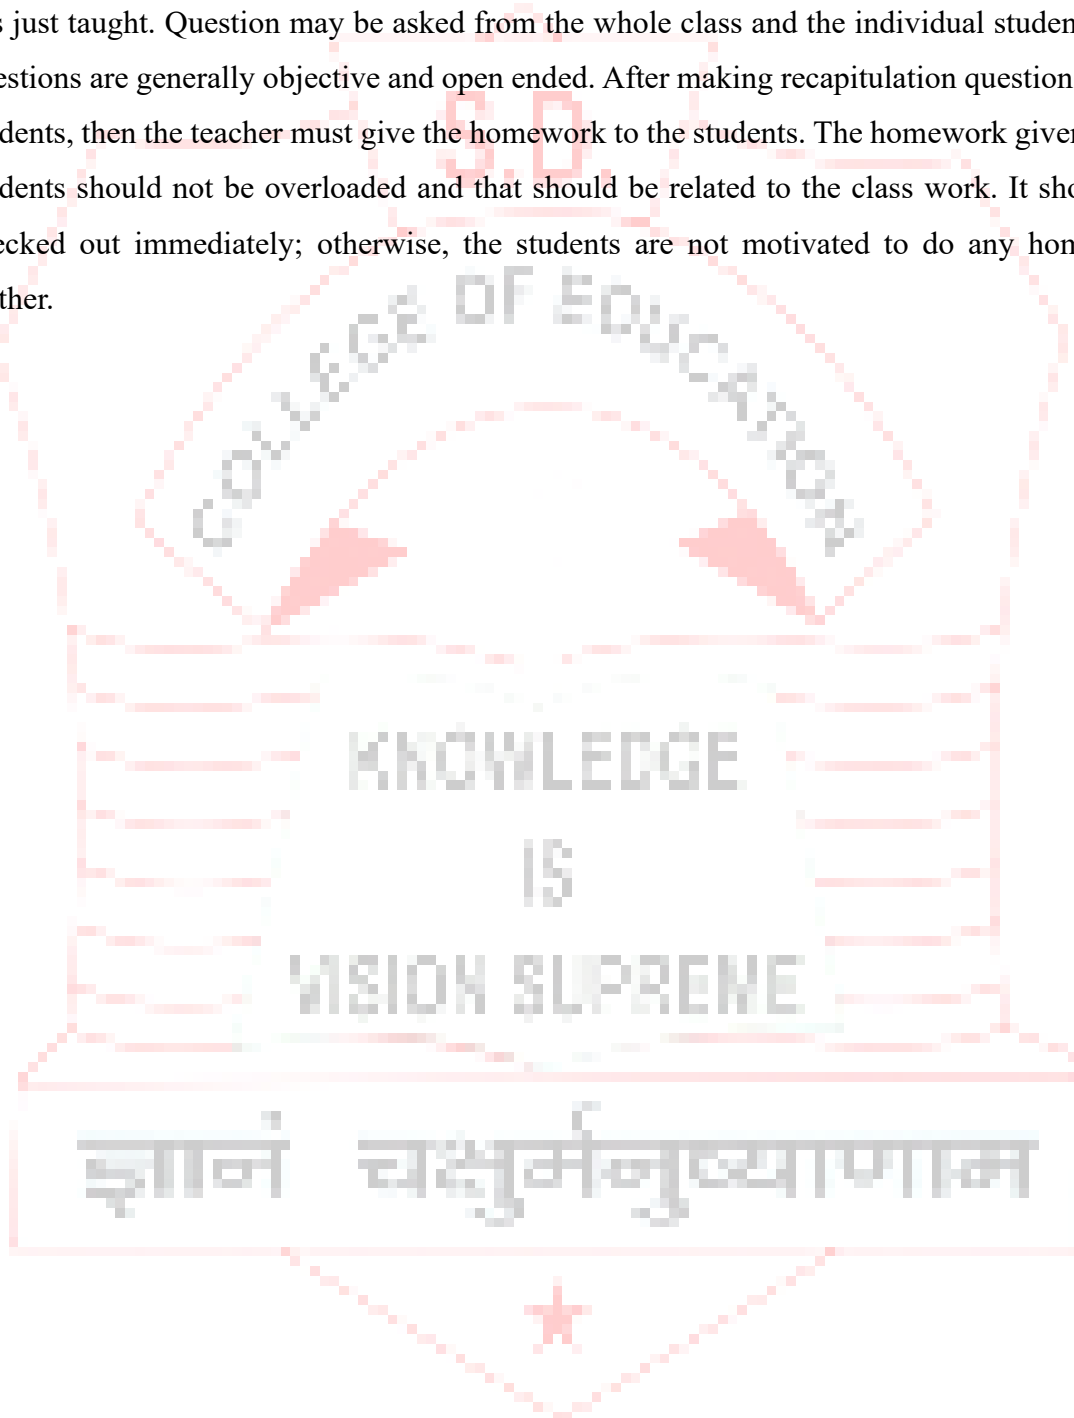 s just taught. Question may be asked from the whole class and the individual studen
estions are generally objective and open ended. After making recapitulation question
dents, then the teacher must give the homework to the students. The homework given
dents should not be overloaded and that should be related to the class work. It sho
ecked out immediately; otherwise, the students are not motivated to do any hom
ther.
S.D.
COLLEGE OF EDUCATION
KNOWLEDGE
IS
VISION SUPREME
ज्ञानं चक्षुर्मनुष्याणाम